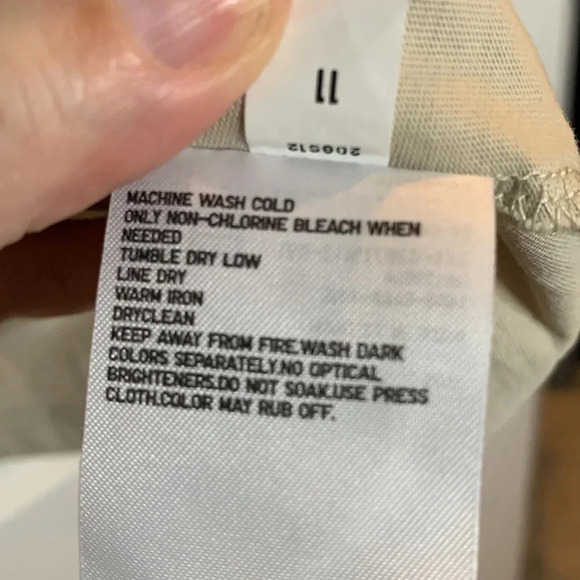 11
208S12
MACHINE WASH COLD
ONLY NON-CHLORINE BLEACH WHEN
NEEDED
TUMBLE DRY LOW
LINE DRY
WARM IRON
DRYCLEAN
KEEP AWAY FROM FIRE.WASH DARK
COLORS SEPARATELY.NO OPTICAL
BRIGHTENERS.DO NOT SOAK.USE PRESS
CLOTH.COLOR MAY RUB OFF.